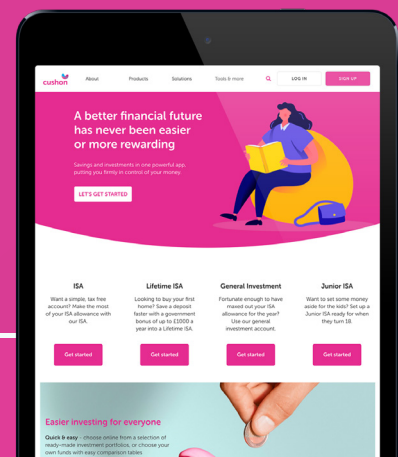 cushon
About
Products
Solutions
Tools & more
LOG IN
SIGN UP
A better financial future
has never been easier
or more rewarding
Savings and investments in one powerful app,
putting you firmly in control of your money.
LET'S GET STARTED
ISA
Want a simple, tax free
account? Make the most
of your ISA allowance with
our ISA.
Get started
Lifetime ISA
Looking to buy your first
home? Save a deposit
faster with a government
bonus of up to £1000 a
year into a Lifetime ISA.
Get started
General Investment
Fortunate enough to have
maxed out your ISA
allowance for the year?
Use our general
investment account.
Get started
Junior ISA
Want to set some money
aside for the kids? Set up a
Junior ISA ready for when
they turn 18.
Get started
Easier investing for everyone
Quick & easy - choose online from a selection of
ready-made investment portfolios, or choose your
own funds with easy comparison tables.